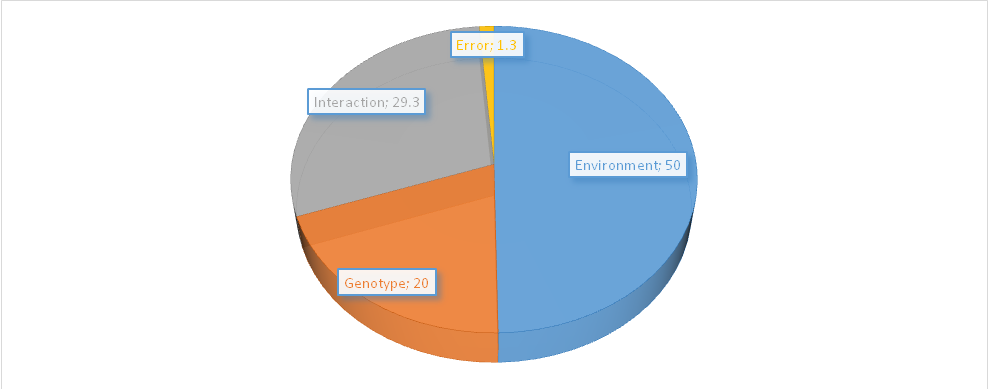 Error; 1.3
Interaction; 29.3
Environment; 50
Genotype; 20